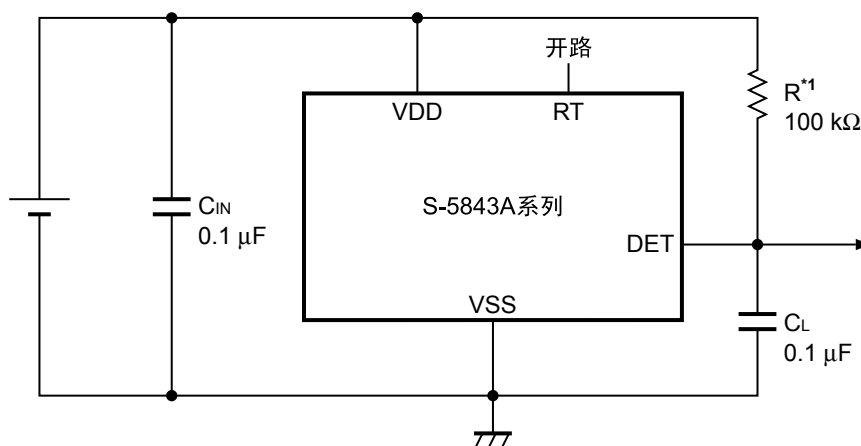 开路
VDD
RT
R*1
100 kΩ
CIN
0.1 μF
S-5843A系列
DET
VSS
CL
0.1 μF